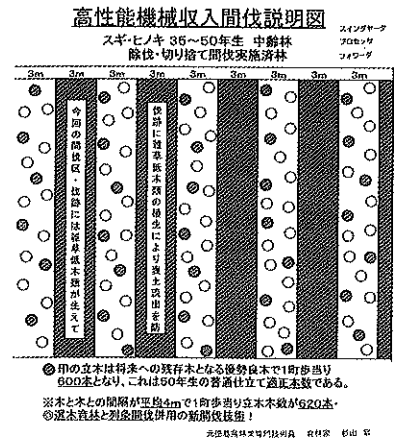 高性能機械収入間伐説明図
スインダヤーダ
プロセッサ
フォワーダ
スギ・ヒノキ 35～50年生 中齢林
除伐・切り捨て間伐実施済林
3m 3m 3m 3m 3m 3m 3m 3m 3m
今回の間伐区・伐跡には雑草低木類が生えて
伐跡に雑草低木類の植生により表土流出を防
印の立木は将来への残存木となる優勢良木で1町歩当り
600本となり、これは50年生の普通仕立て適正本数である。
※木と木との間隔が平均4mで1町歩当り立木本数が620本・
◎選木育林と列条間伐併用の新間伐技術！